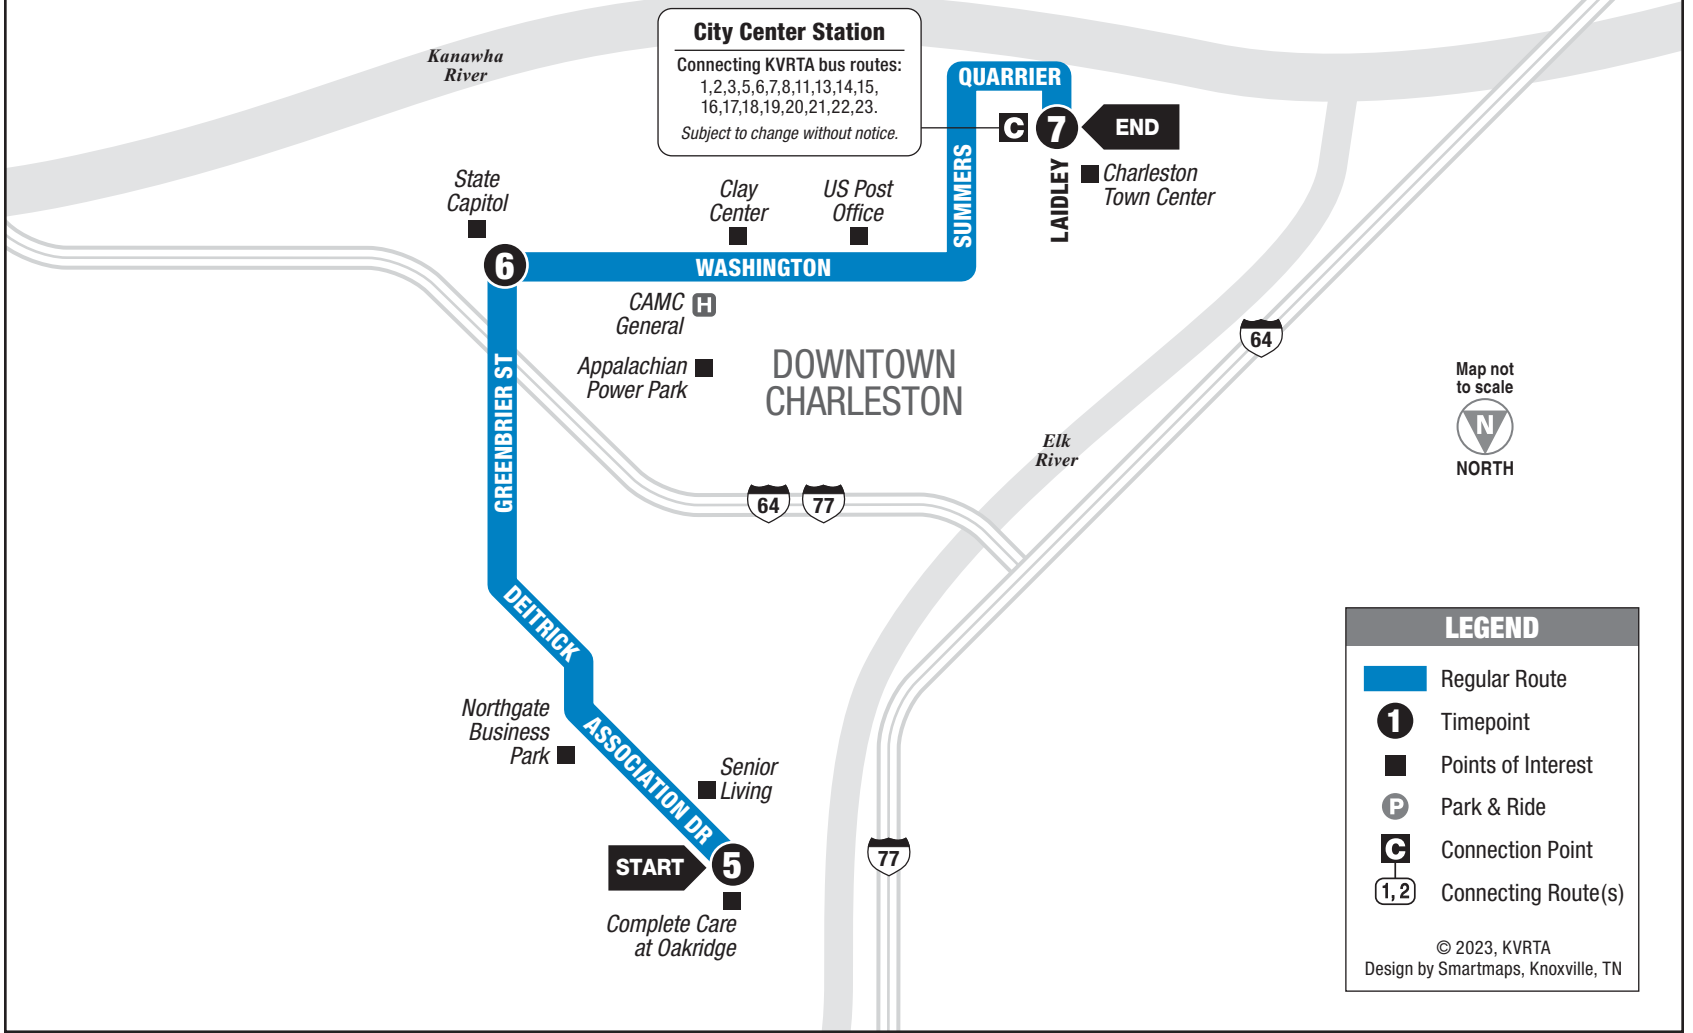 City Center Station
Connecting KVRTA bus routes:
1,2,3,5,6,7,8,11,13,14,15,
16,17,18,19,20,21,22,23.
Subject to change without notice.
Kanawha
River
QUARRIER
C
7
END
SUMMERS
LAIDLEY
Charleston
Town Center
State
Capitol
Clay
Center
US Post
Office
6
WASHINGTON
CAMC
General
H
Appalachian
Power Park
DOWNTOWN
CHARLESTON
64
Map not
to scale
N
NORTH
Elk
River
GREENBRIER ST
64
77
DEITRICK
Northgate
Business
Park
ASSOCIATION DR
Senior
Living
START
5
Complete Care
at Oakridge
77
LEGEND
Regular Route
1
Timepoint
Points of Interest
P
Park & Ride
C
Connection Point
1, 2
Connecting Route(s)
© 2023, KVRTA
Design by Smartmaps, Knoxville, TN